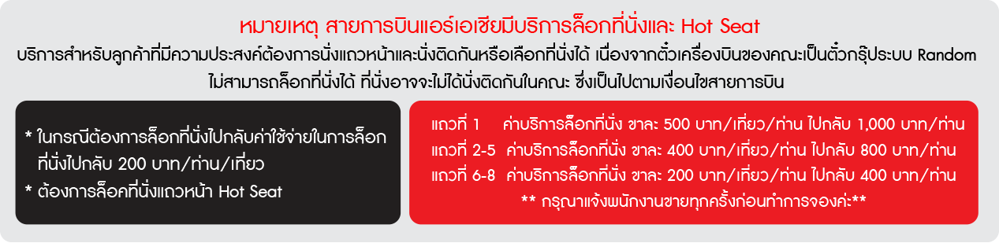 หมายเหตุ สายการบินแอร์เอเชียมีบริการล็อกที่นั่งและ Hot Seat
บริการสำหรับลูกค้าที่มีความประสงค์ต้องการนั่งแถวหน้าและนั่งติดกันหรือเลือกที่นั่งได้ เนื่องจากตั๋วเครื่องบินของคณะเป็นตั๋วกรุ๊ประบบ Random
ไม่สามารถล็อกที่นั่งได้ ที่นั่งอาจจะไม่ได้นั่งติดกันในคณะ ซึ่งเป็นไปตามเงื่อนไขสายการบิน
* ในกรณีต้องการล็อกที่นั่งไปกลับค่าใช้จ่ายในการล็อก
ที่นั่งไปกลับ 200 บาท/ท่าน/เที่ยว
* ต้องการล็อคที่นั่งแถวหน้า Hot Seat
แถวที่ 1 ค่าบริการล็อกที่นั่ง ขาละ 500 บาท/เที่ยว/ท่าน ไปกลับ 1,000 บาท/ท่าน
แถวที่ 2-5 ค่าบริการล็อกที่นั่ง ขาละ 400 บาท/เที่ยว/ท่าน ไปกลับ 800 บาท/ท่าน
แถวที่ 6-8 ค่าบริการล็อกที่นั่ง ขาละ 200 บาท/เที่ยว/ท่าน ไปกลับ 400 บาท/ท่าน
** กรุณาแจ้งพนักงานขายทุกครั้งก่อนทำการจองค่ะ**